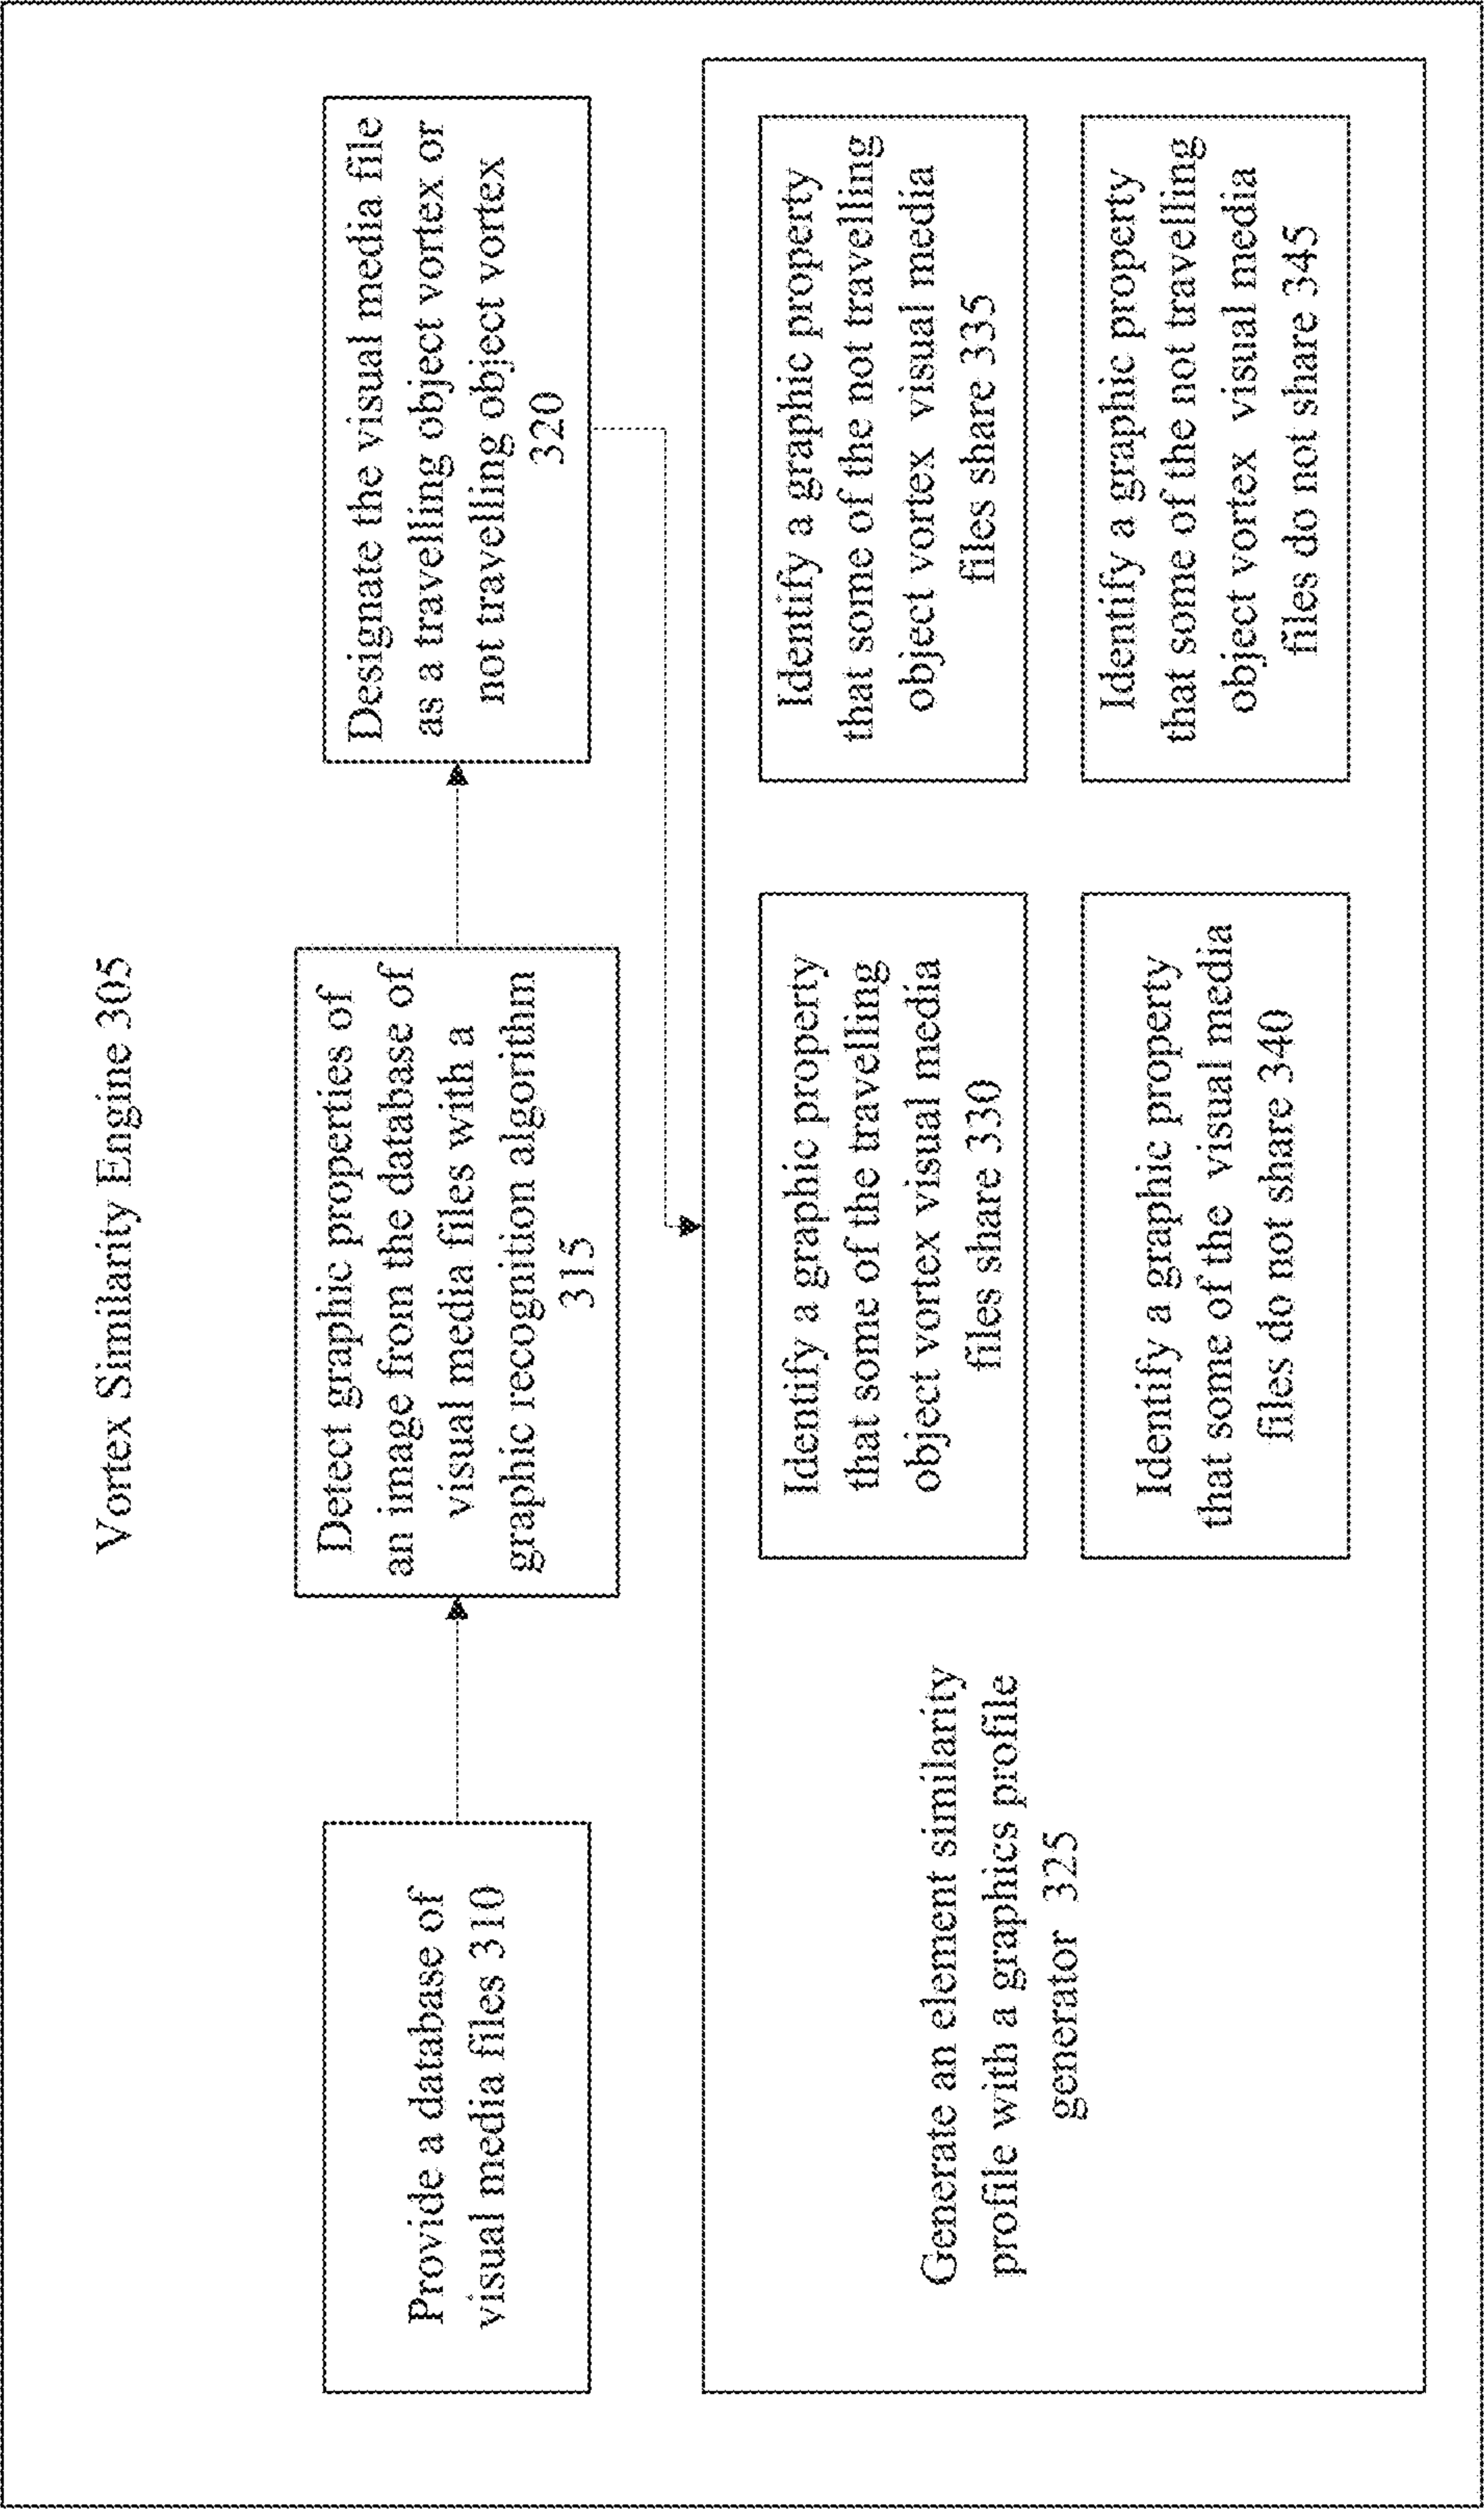 Vortex Similarity Engine 305
Provide a database of
visual media files 310
Detect graphic properties of
an image from the database of
visual media files with a
graphic recognition algorithm
315
Designate the visual media file
as a travelling object vortex or
not travelling object vortex
320
Generate an element similarity
profile with a graphics profile
generator 325
Identify a graphic property
that some of the travelling
object vortex visual media
files share 330
Identify a graphic property
that some of the not travelling
object vortex visual media
files share 335
Identify a graphic property
that some of the visual media
files do not share 340
Identify a graphic property
that some of the not travelling
object vortex visual media
files do not share 345